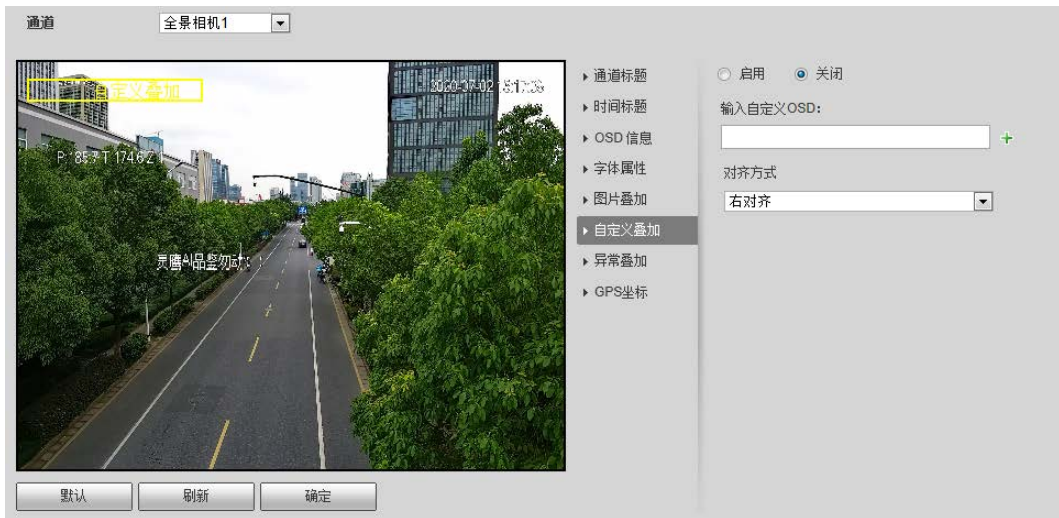 通道 全景相机1
自定义叠加
通道标题
时间标题
OSD 信息
字体属性
图片叠加
自定义叠加
异常叠加
GPS坐标
启用 关闭
输入自定义OSD:
+
对齐方式
右对齐
默认 刷新 确定